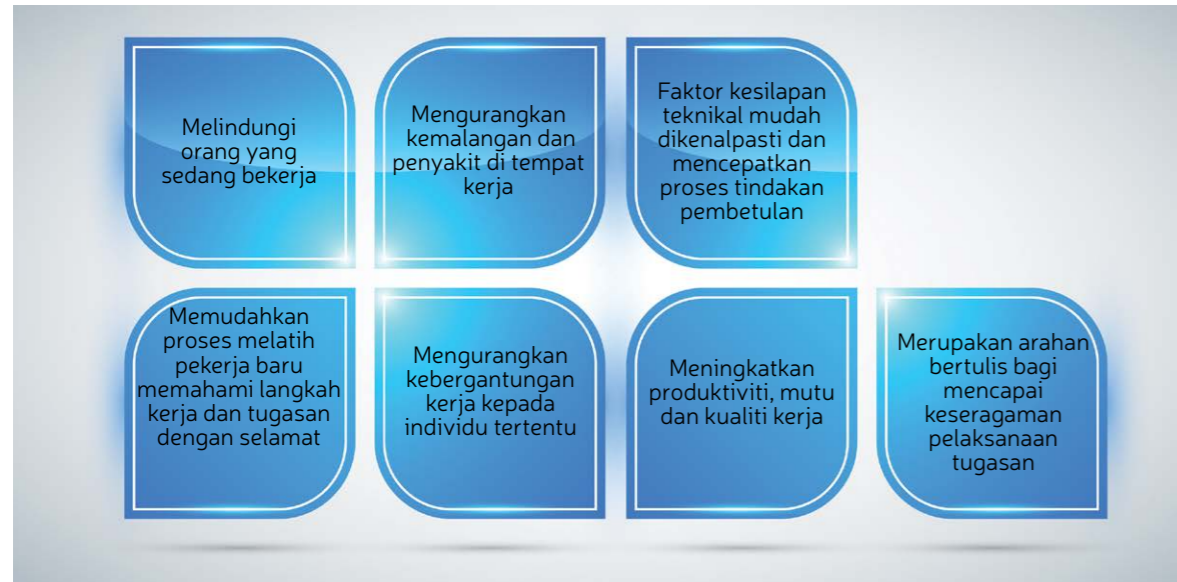 Melindungi
orang yang
sedang bekerja
Mengurangkan
kemalangan dan
penyakit di tempat
kerja
Faktor kesilapan
teknikal mudah
dikenalpasti dan
mencepatkan
proses tindakan
pembetulan
Memudahkan
proses melatih
pekerja baru
memahami langkah
kerja dan tugasan
dengan selamat
Mengurangkan
kebergantungan
kerja kepada
individu tertentu
Meningkatkan
produktiviti, mutu
dan kualiti kerja
Merupakan arahan
bertulis bagi
mencapai
keseragaman
pelaksanaan
tugasan